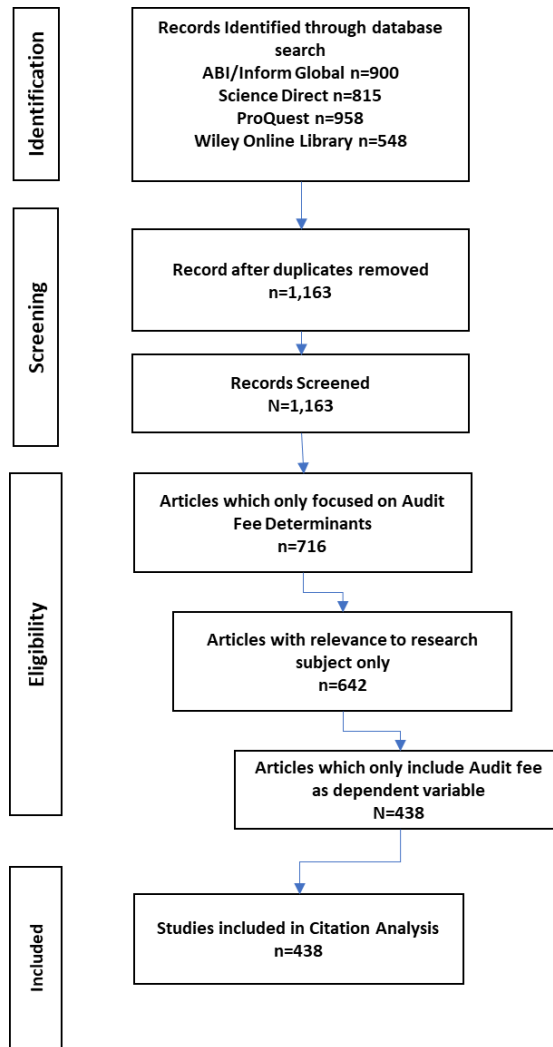 Identification
Records Identified through database
search
ABI/Inform Global n=900
Science Direct n=815
ProQuest n=958
Wiley Online Library n=548
Screening
Record after duplicates removed
n=1,163
Records Screened
N=1,163
Eligibility
Articles which only focused on Audit
Fee Determinants
n=716
Articles with relevance to research
subject only
n=642
Articles which only include Audit fee
as dependent variable
N=438
Included
Studies included in Citation Analysis
n=438